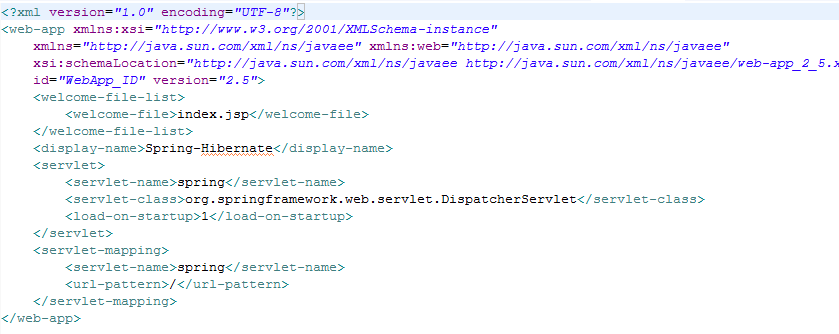 <?xml version="1.0" encoding="UTF-8"?>
<web-app xmlns:xsi="http://www.w3.org/2001/XMLSchema-instance"
xmlns="http://java.sun.com/xml/ns/javaee" xmlns:web="http://java.sun.com/xml/ns/javaee"
xsi:schemaLocation="http://java.sun.com/xml/ns/javaee http://java.sun.com/xml/ns/javaee/web-app_2_5.x
id="WebApp_ID" version="2.5">
<welcome-file-list>
<welcome-file>index.jsp</welcome-file>
</welcome-file-list>
<display-name>Spring-Hibernate</display-name>
<servlet>
<servlet-name>spring</servlet-name>
<servlet-class>org.springframework.web.servlet.DispatcherServlet</servlet-class>
<load-on-startup>1</load-on-startup>
</servlet>
<servlet-mapping>
<servlet-name>spring</servlet-name>
<url-pattern>/</url-pattern>
</servlet-mapping>
</web-app>